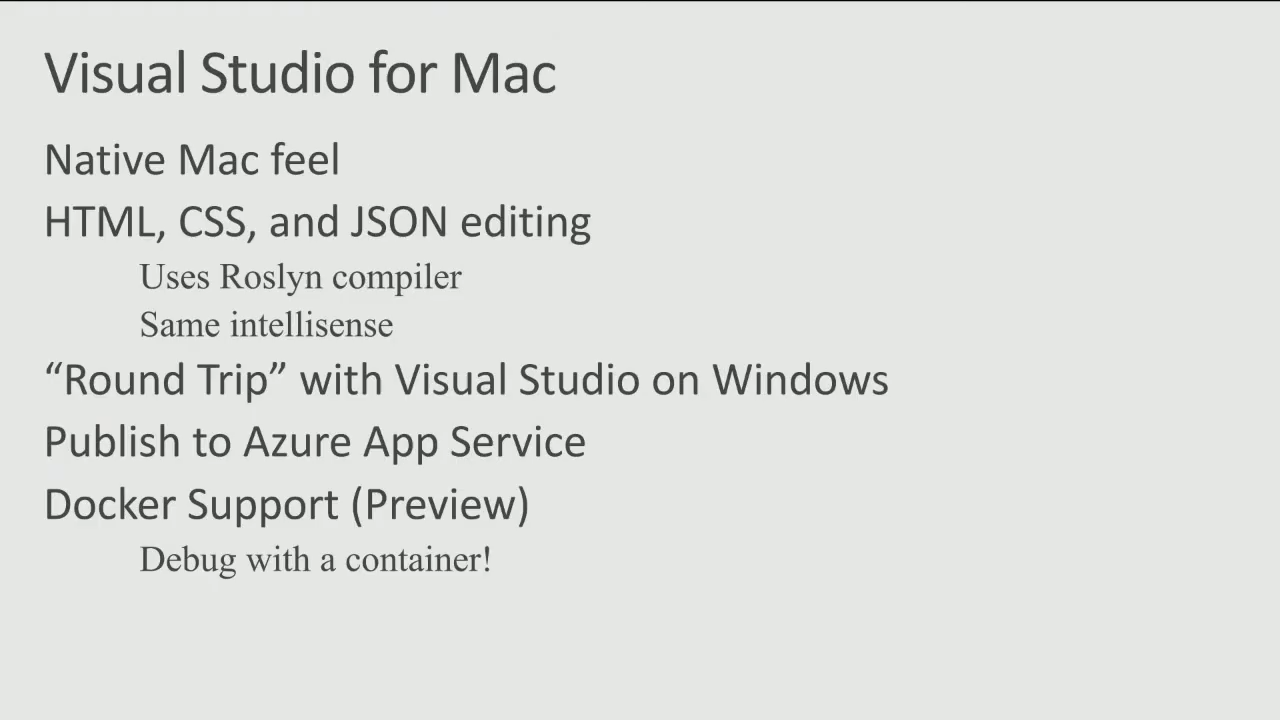 Visual Studio for Mac
Native Mac feel
HTML, CSS, and JSON editing
Uses Roslyn compiler
Same intellisense
“Round Trip” with Visual Studio on Windows
Publish to Azure App Service
Docker Support (Preview)
Debug with a container!